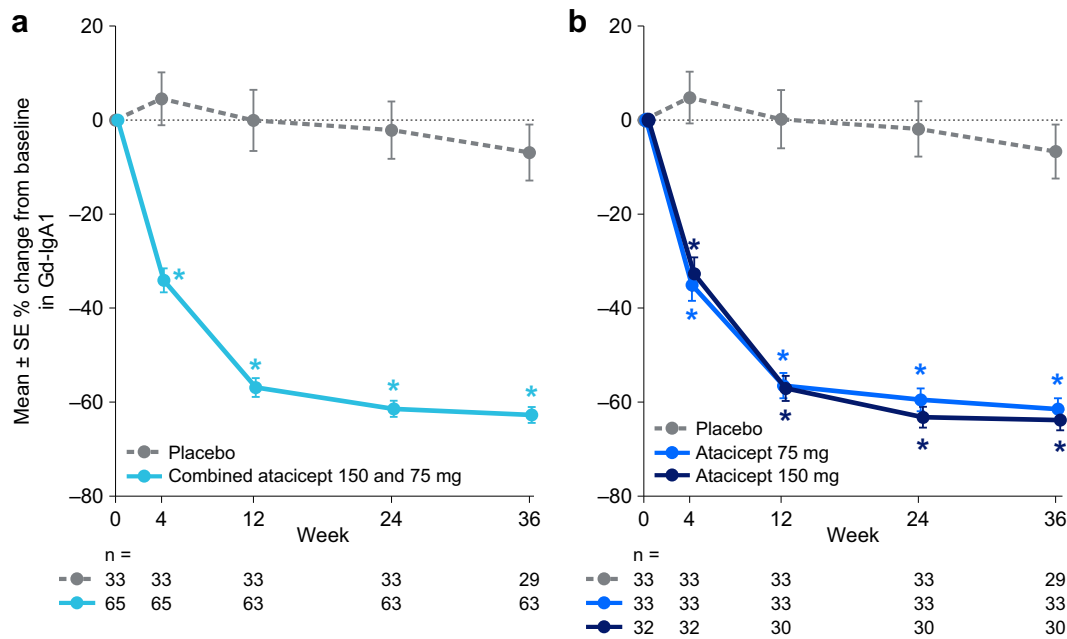 a
Mean ± SE % change from baseline
in Gd-IgA1
20
0
–20
–40
–60
–80
*
*
*
*
Placebo
Combined atacicept 150 and 75 mg
0 4 12 24 36
Week
n =
33 33 33 33 29
65 65 63 63 63
b
20
0
–20
–40
–60
–80
*
*
*
*
*
*
*
*
Placebo
Atacicept 75 mg
Atacicept 150 mg
0 4 12 24 36
Week
n =
33 33 33 33 29
33 33 33 33 33
32 32 30 30 30